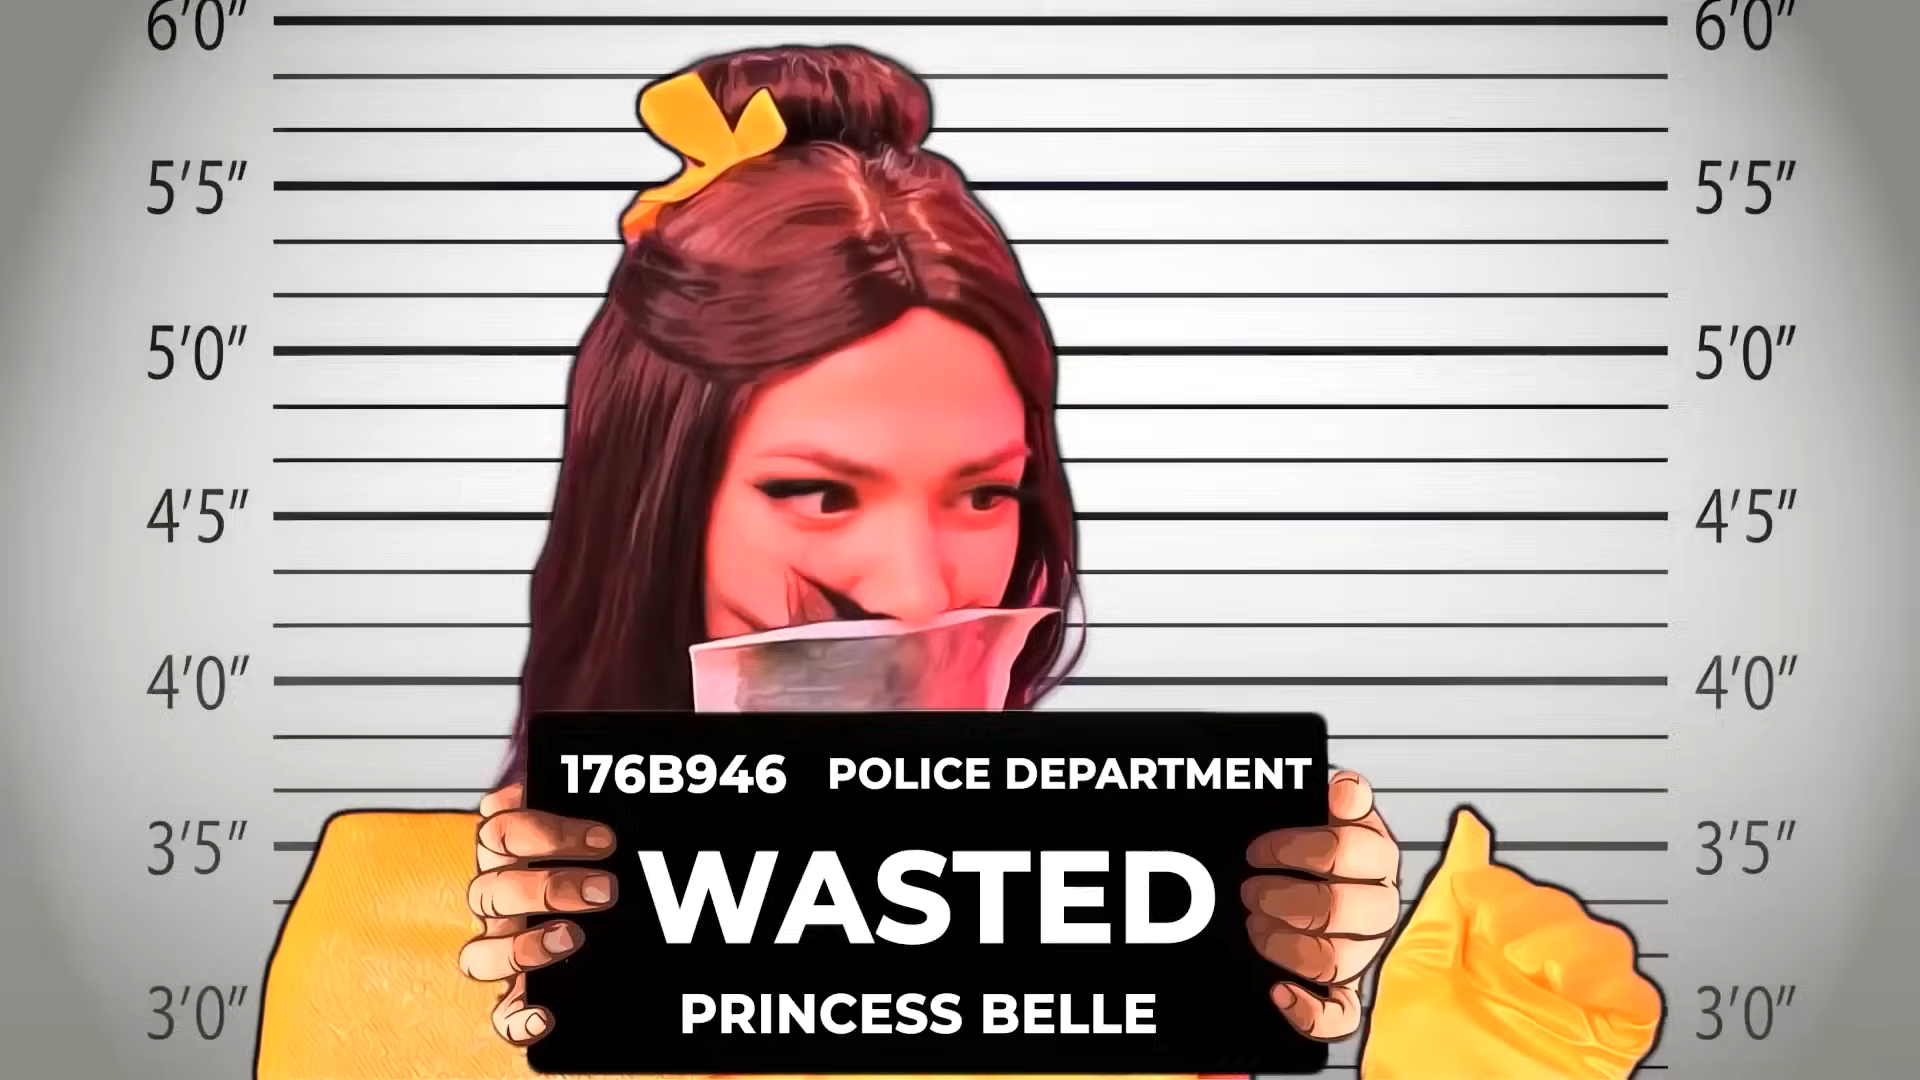 6'0" 6'0"
5'5" 5'5"
5'0" 5'0"
4'5" 4'5"
4'0" 4'0"
176B946 POLICE DEPARTMENT
3'5" 3'5"
WASTED
3'0" PRINCESS BELLE 3'0"